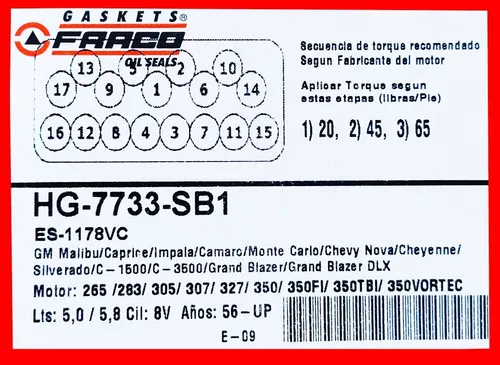 GASKETS
FRACO
OIL SEALS
Secuencia de torque recomendado
Segun Fabricante del motor
13 5 2 10
17 9 1 6 14
Aplicar Torque segun
estas etapas (libras/Pie)
16 12 8 4 3 7 11 15
1) 20, 2) 45, 3) 65
HG-7733-SB1
ES-1178VC
GM Malibu/Caprice/Impala/Camaro/Monte Carlo/Chevy Nova/Cheyenne/
Silverado/C-1500/C-3500/Grand Blazer/Grand Blazer DLX
Motor: 265 /283/ 305/ 307/ 327/ 350/ 350FI/ 350TBI/ 350VORTEC
Lts: 5,0 / 5,8 Cil: 8V Años: 56-UP
E-09